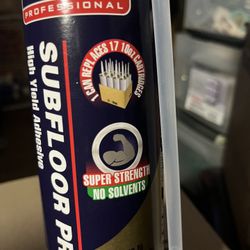 PROFESSIONAL
1 CAN REPLACES 17 10oz CARTRIDGES
SUBFLOOR PR
High Yield Adhesive
SUPER STRENGTH
NO SOLVENTS